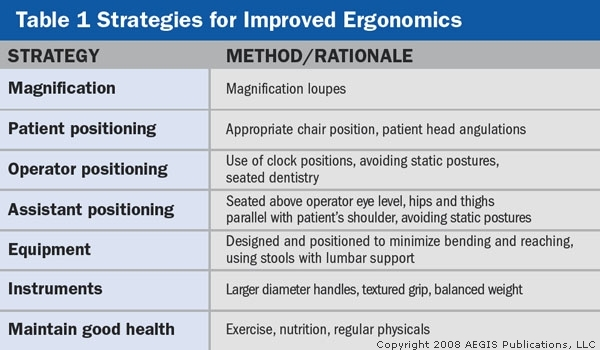 Table 1 Strategies for Improved Ergonomics
STRATEGY METHOD/RATIONALE
Magnification Magnification loupes
Patient positioning Appropriate chair position, patient head angulations
Operator positioning Use of clock positions, avoiding static postures,
seated dentistry
Assistant positioning Seated above operator eye level, hips and thighs
parallel with patient's shoulder, avoiding static postures
Equipment Designed and positioned to minimize bending and reaching,
using stools with lumbar support
Instruments Larger diameter handles, textured grip, balanced weight
Maintain good health Exercise, nutrition, regular physicals
Copyright 2008 AEGIS Publications, LLC